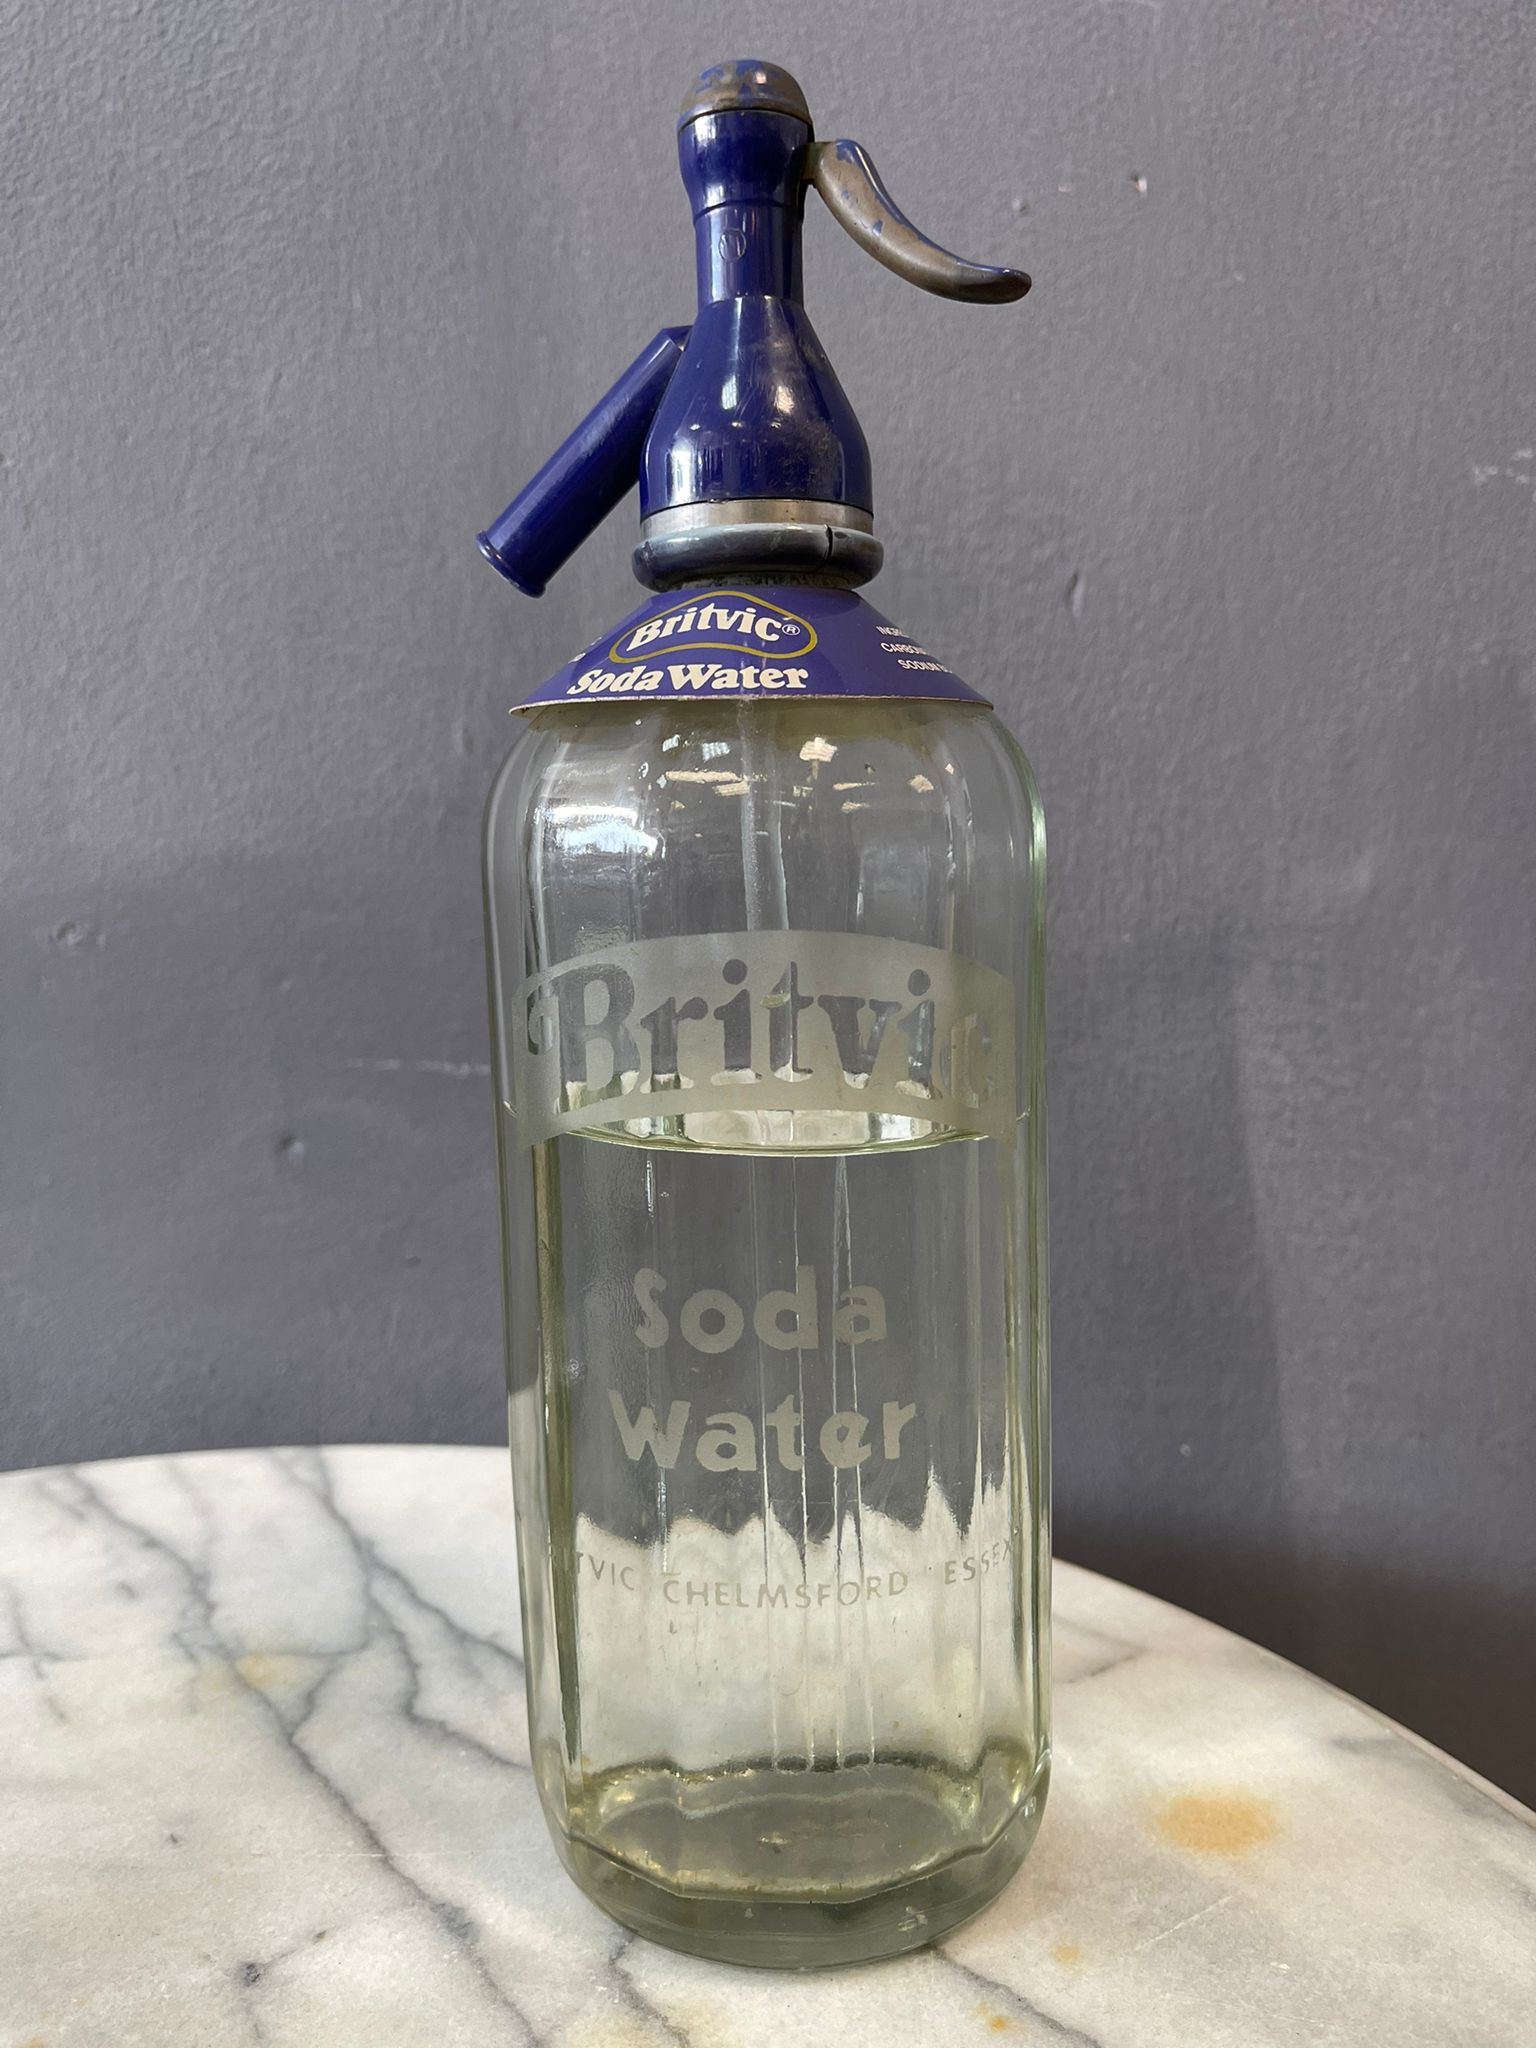 Britvic®
Soda Water
Britvic
Soda
Water
CHELMSFORD ESSEX